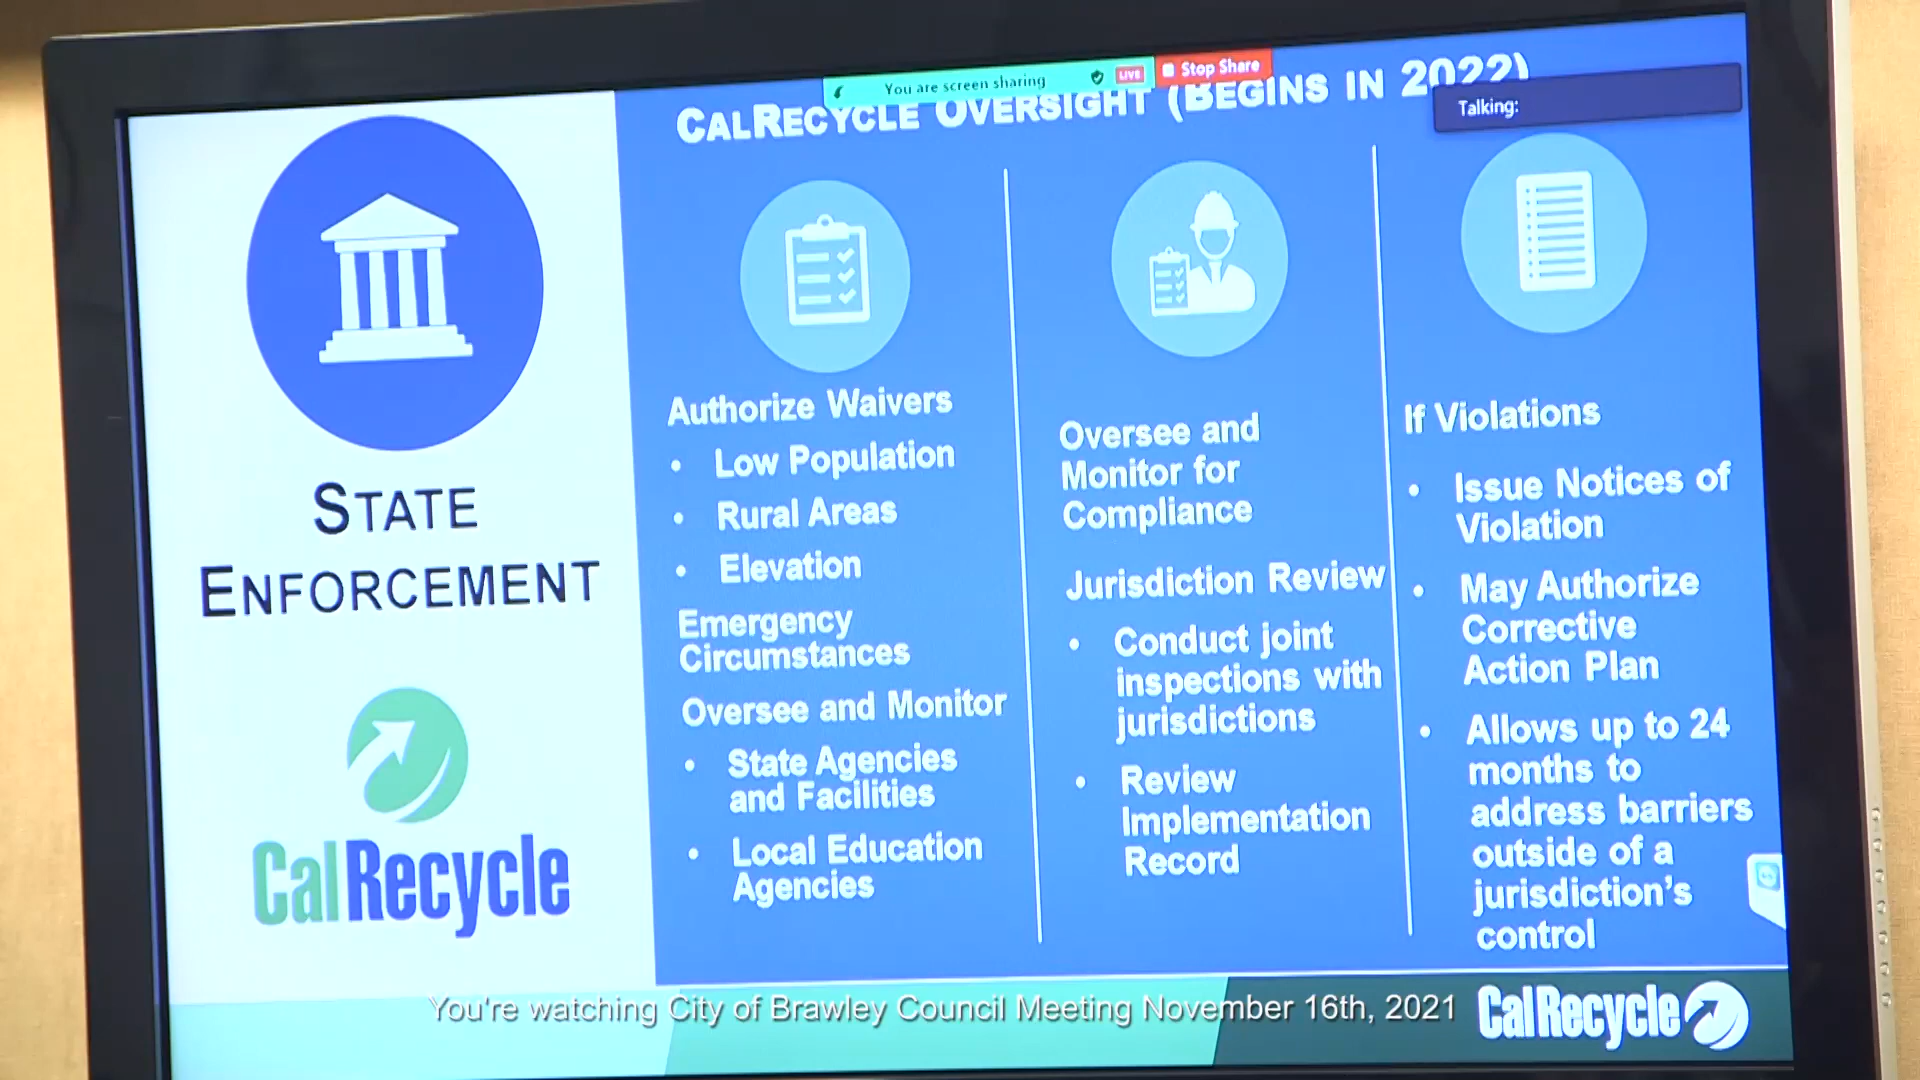 You are screen sharing
LIVE
Stop Share
CALRECYCLE OVERSIGHT (BEGINS IN 2022)
Talking:
STATE
ENFORCEMENT
CalRecycle
Authorize Waivers
• Low Population
• Rural Areas
• Elevation
Emergency
Circumstances
Oversee and Monitor
• State Agencies
and Facilities
• Local Education
Agencies
Oversee and
Monitor for
Compliance
Jurisdiction Review
• Conduct joint
inspections with
jurisdictions
• Review
Implementation
Record
If Violations
• Issue Notices of
Violation
• May Authorize
Corrective
Action Plan
• Allows up to 24
months to
address barriers
outside of a
jurisdiction's
control
You're watching City of Brawley Council Meeting November 16th, 2021
CalRecycle